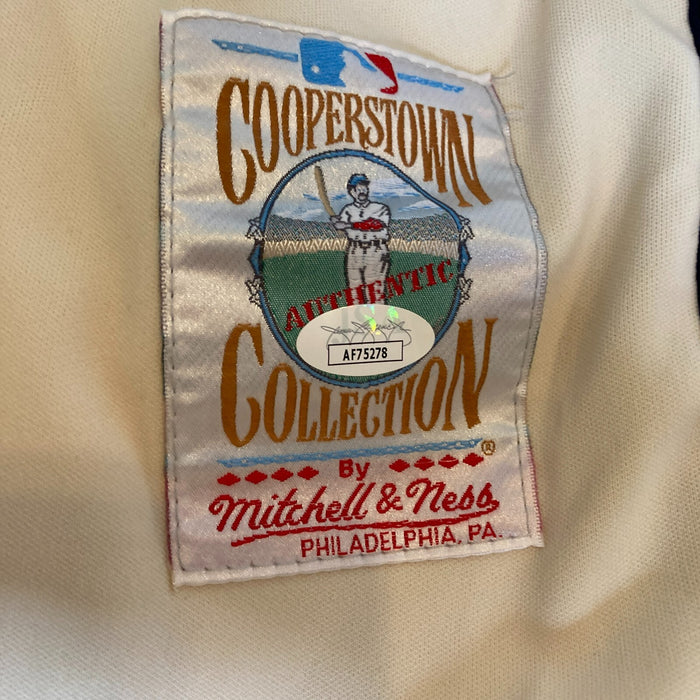 COOPERSTOWN
AUTHENTIC
AF75278
COLLECTION
®
By
Mitchell & Ness
PHILADELPHIA, PA.